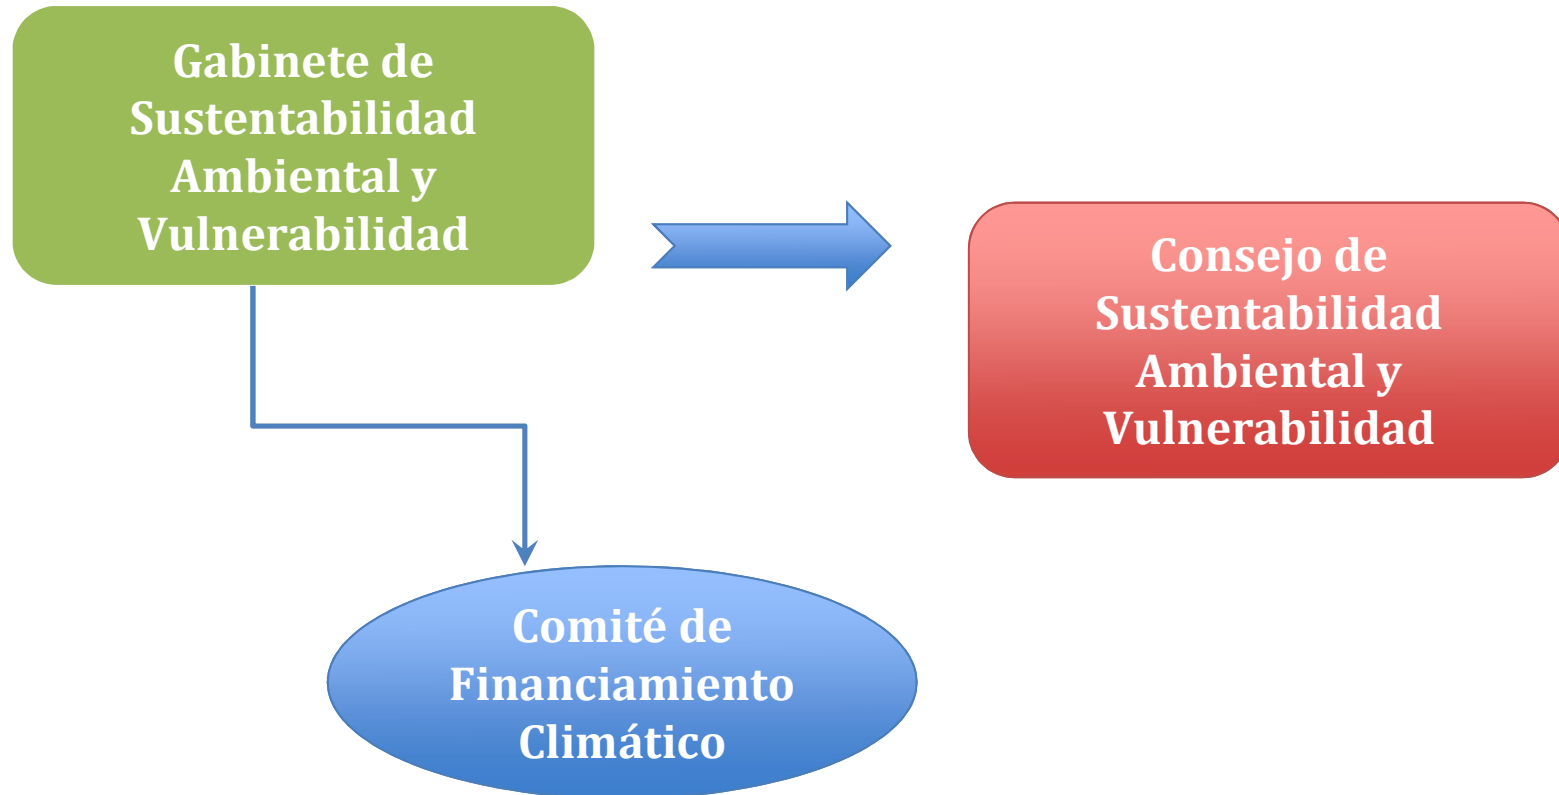 Gabinete de
Sustentabilidad
Ambiental y
Vulnerabilidad
Consejo de
Sustentabilidad
Ambiental y
Vulnerabilidad
Comité de
Financiamiento
Climático